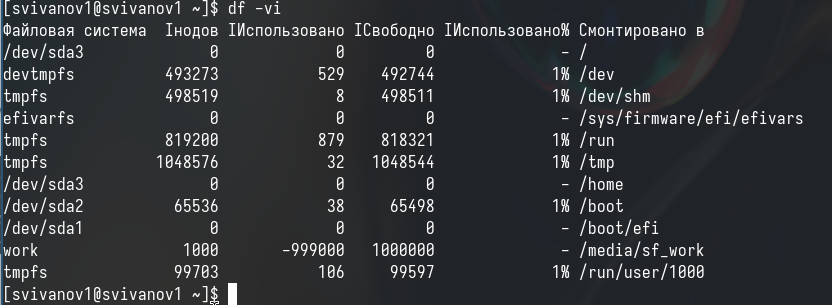 [svivanov1@svivanov1 ~]$ df -vi
Файловая система Iнодов IИспользовано IСвободно IИспользовано% Смонтировано в
/dev/sda3 0 0 0 - /
devtmpfs 493273 529 492744 1% /dev
tmpfs 498519 8 498511 1% /dev/shm
efivarfs 0 0 0 - /sys/firmware/efi/efivars
tmpfs 819200 879 818321 1% /run
tmpfs 1048576 32 1048544 1% /tmp
/dev/sda3 0 0 0 - /home
/dev/sda2 65536 38 65498 1% /boot
/dev/sda1 0 0 0 - /boot/efi
work 1000 -999000 1000000 - /media/sf_work
tmpfs 99703 106 99597 1% /run/user/1000
[svivanov1@svivanov1 ~]$